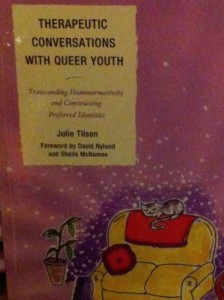 THERAPEUTIC
CONVERSATIONS
WITH QUEER YOUTH
Transcending Homonormativity
and Constructing
Preferred Identities
Julie Tilsen
Foreword by David Nylund
and Sheila McNamee